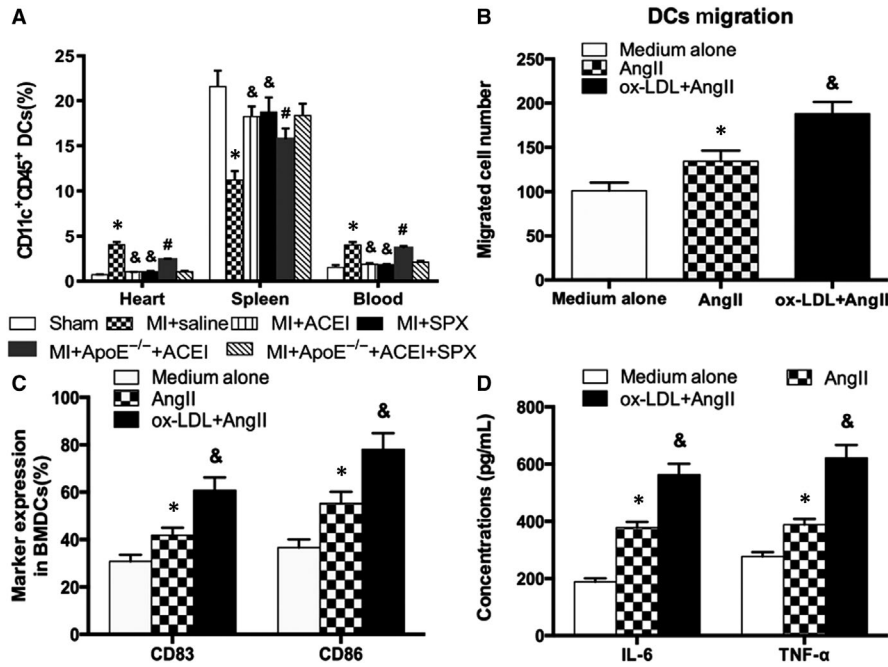 A
CD11c+CD45+ DCs(%)
25
20
15
10
5
0
* & & #
* & & #
* & & #
Heart Spleen Blood
Sham MI+saline MI+ACEI MI+SPX
MI+ApoE−/−+ACEI MI+ApoE−/−+ACEI+SPX
B
DCs migration
Medium alone
AngII
ox-LDL+AngII
Migrated cell number
250
200
150
100
50
0
* &
Medium alone AngII ox-LDL+AngII
C
Medium alone
AngII
ox-LDL+AngII
Marker expression
in BMDCs(%)
100
80
60
40
20
0
* &
* &
CD83 CD86
D
Medium alone AngII
ox-LDL+AngII
Concentrations (pg/mL)
800
600
400
200
0
* &
* &
IL-6 TNF-α